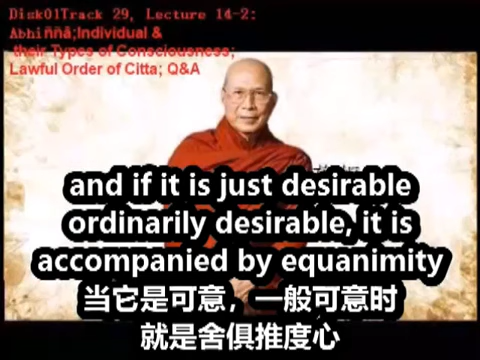 Disk01Track 29, Lecture 14-2:
Abhiññā;Individual &
their Types of Consciousness;
Lawful Order of Citta; Q&A
and if it is just desirable
ordinarily desirable, it is
accompanied by equanimity
当它是可意，一般可意时
就是舍俱推度心